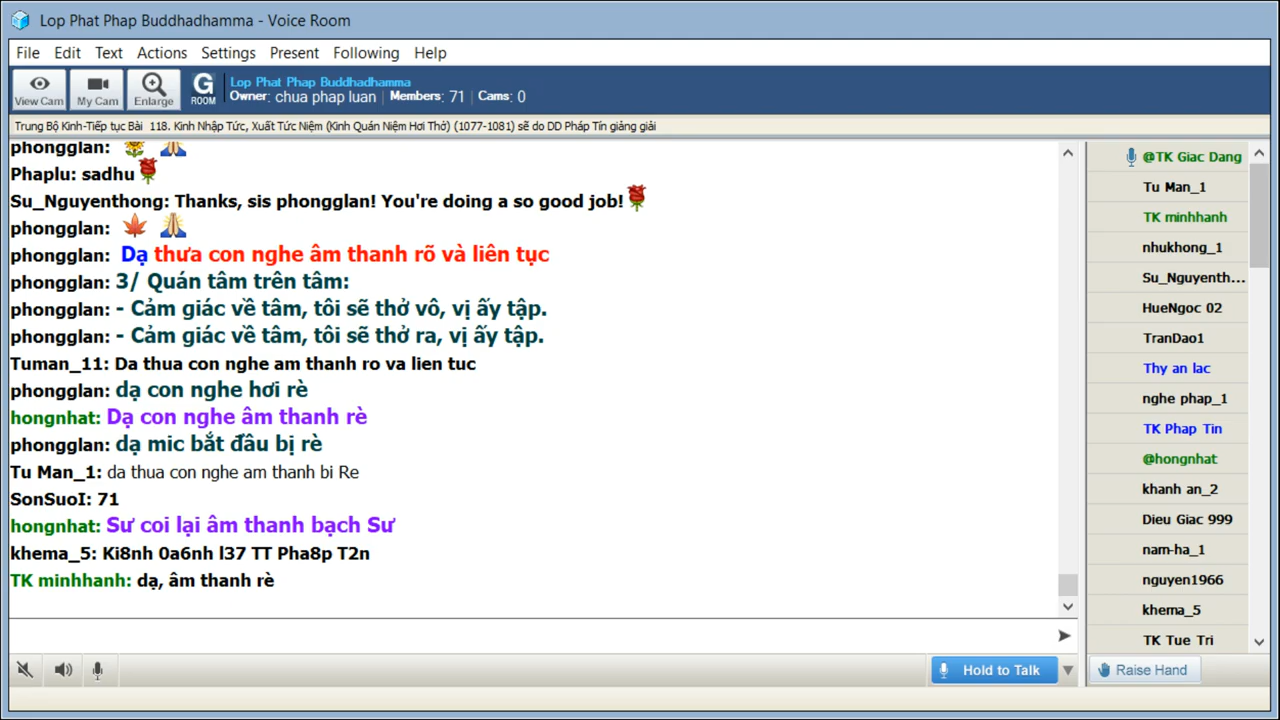 Lop Phat Phap Buddhadhamma - Voice Room
File Edit Text Actions Settings Present Following Help
View Cam
My Cam
Enlarge
G
ROOM
Lop Phat Phap Buddhadhamma
Owner: chua phap luan | Members: 71 | Cams: 0
Trung Bộ Kinh-Tiếp tục Bài 118. Kinh Nhập Tức, Xuất Tức Niệm (Kinh Quán Niệm Hơi Thở) (1077-1081) sẽ do DD Pháp Tín giảng giải
phongglan:
Phaplu: sadhu
Su_Nguyenthong: Thanks, sis phongglan! You're doing a so good job!
phongglan:
phongglan: Dạ thưa con nghe âm thanh rõ và liên tục
phongglan: 3/ Quán tâm trên tâm:
phongglan: - Cảm giác về tâm, tôi sẽ thở vô, vị ấy tập.
phongglan: - Cảm giác về tâm, tôi sẽ thở ra, vị ấy tập.
Tuman_11: Da thua con nghe am thanh ro va lien tuc
phongglan: dạ con nghe hơi rè
hongnhat: Dạ con nghe âm thanh rè
phongglan: dạ mic bắt đâu bị rè
Tu Man_1: da thua con nghe am thanh bi Re
SonSuoI: 71
hongnhat: Sư coi lại âm thanh bạch Sư
khema_5: Ki8nh 0a6nh l37 TT Pha8p T2n
TK minhhanh: dạ, âm thanh rè
@TK Giac Dang
Tu Man_1
TK minhhanh
nhukhong_1
Su_Nguyenth...
HueNgoc 02
TranDao1
Thy an lac
nghe phap_1
TK Phap Tin
@hongnhat
khanh an_2
Dieu Giac 999
nam-ha_1
nguyen1966
khema_5
TK Tue Tri
Hold to Talk
Raise Hand